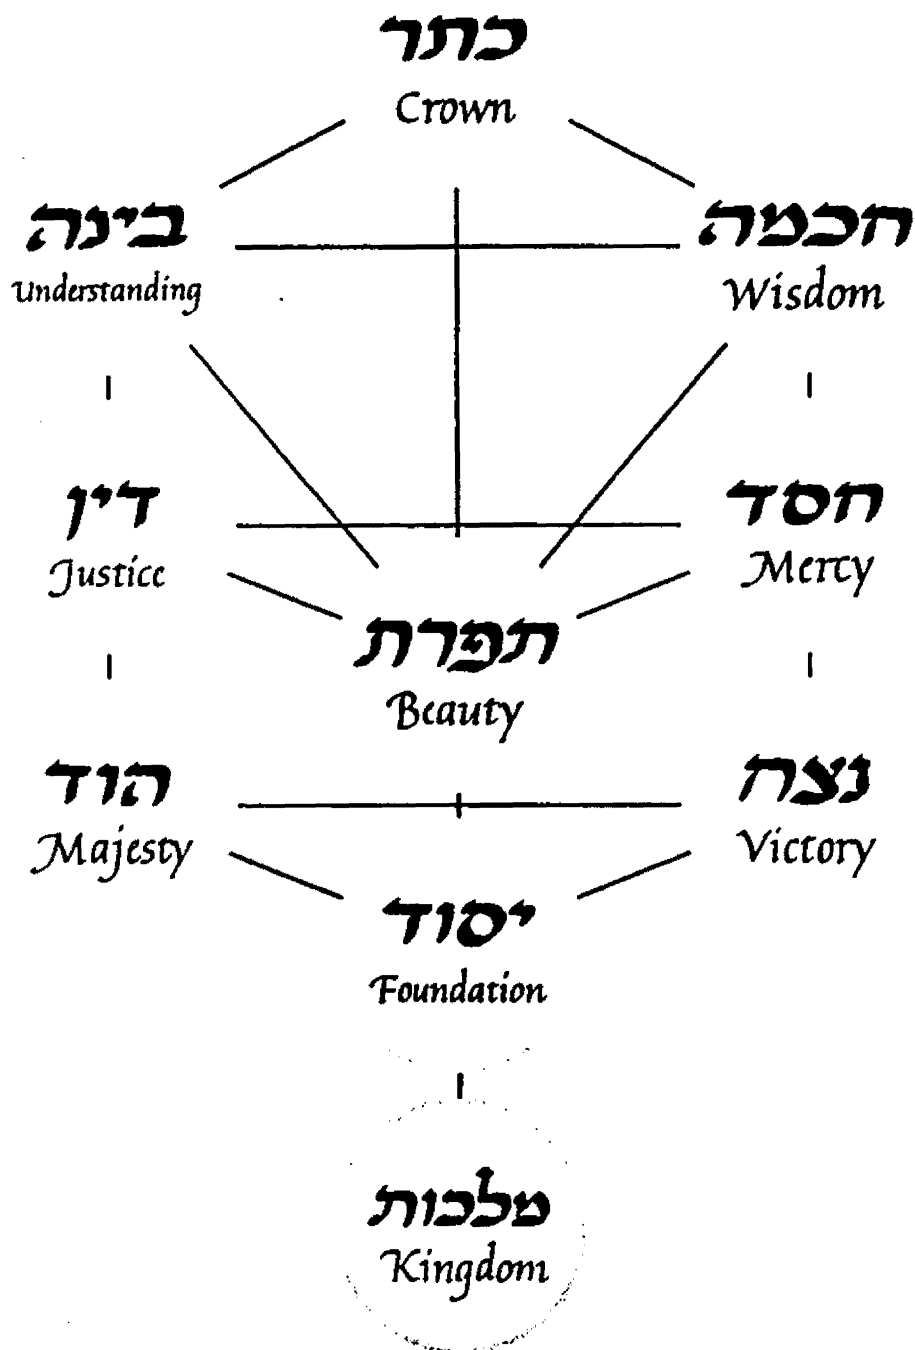 כתר
Crown
בינה
Understanding
חכמה
Wisdom
דין
Justice
חסד
Mercy
תפרת
Beauty
הוד
Majesty
נצח
Victory
יסוד
Foundation
מלכות
Kingdom